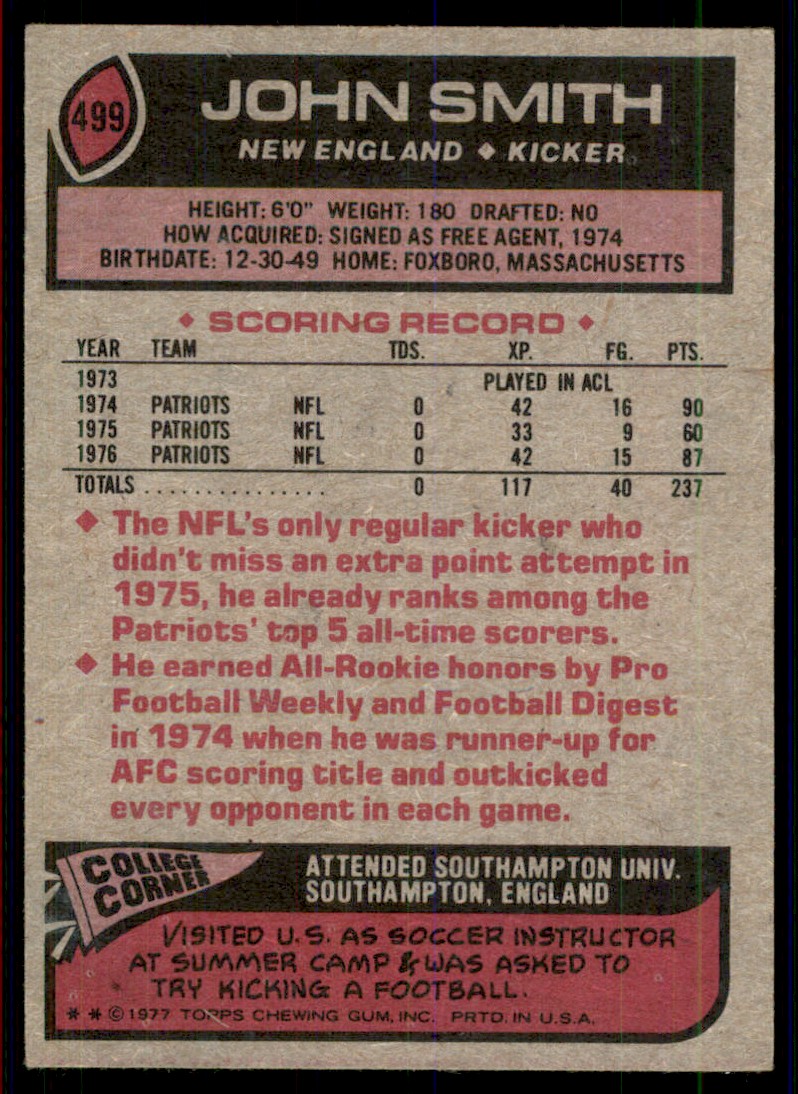 499
JOHN SMITH
NEW ENGLAND ◆ KICKER
HEIGHT: 6'0" WEIGHT: 180 DRAFTED: NO
HOW ACQUIRED: SIGNED AS FREE AGENT, 1974
BIRTHDATE: 12-30-49 HOME: FOXBORO, MASSACHUSETTS
◆ SCORING RECORD ◆
YEAR TEAM TDS. XP. FG. PTS.
1973 PLAYED IN ACL
1974 PATRIOTS NFL 0 42 16 90
1975 PATRIOTS NFL 0 33 9 60
1976 PATRIOTS NFL 0 42 15 87
TOTALS ................ 0 117 40 237
◆ The NFL's only regular kicker who
didn't miss an extra point attempt in
1975, he already ranks among the
Patriots' top 5 all-time scorers.
◆ He earned All-Rookie honors by Pro
Football Weekly and Football Digest
in 1974 when he was runner-up for
AFC scoring title and outkicked
every opponent in each game.
COLLEGE
CORNER
ATTENDED SOUTHAMPTON UNIV.
SOUTHAMPTON, ENGLAND
VISITED U.S. AS SOCCER INSTRUCTOR
AT SUMMER CAMP & WAS ASKED TO
TRY KICKING A FOOTBALL.
* * © 1977 TOPPS CHEWING GUM, INC. PRTD. IN U.S.A.